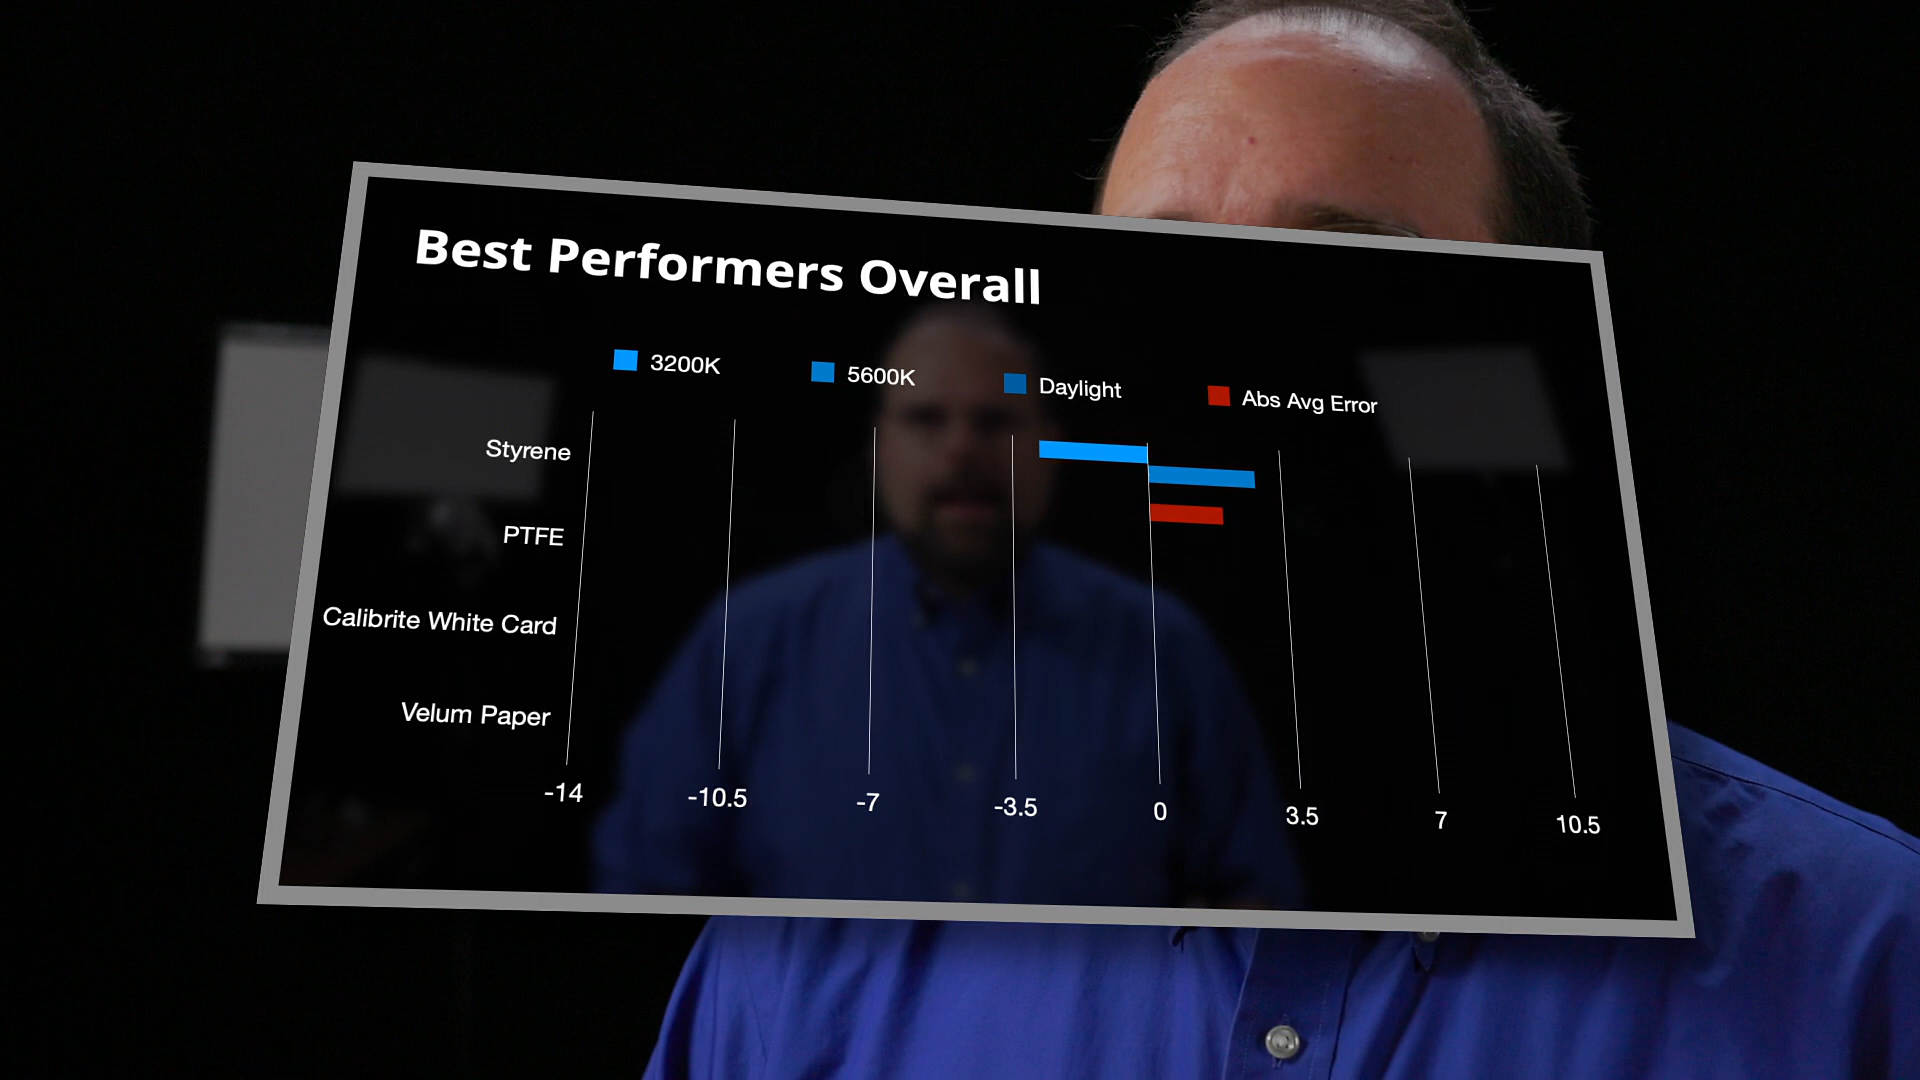 Best Performers Overall
3200K
5600K
Daylight
Abs Avg Error
Styrene
PTFE
Calibrite White Card
Velum Paper
-14
-10.5
-7
-3.5
0
3.5
7
10.5